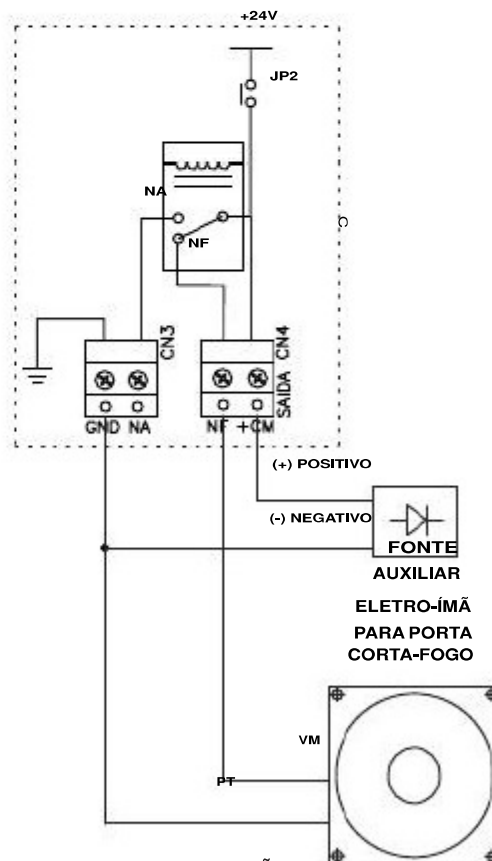 +24V
JP2
NA
NF
C
CN3
CN4
SAIDA
GND NA
NF +CM
(+) POSITIVO
(-) NEGATIVO
FONTE
AUXILIAR
ELETRO-ÍMÃ
PARA PORTA
CORTA-FOGO
VM
PT